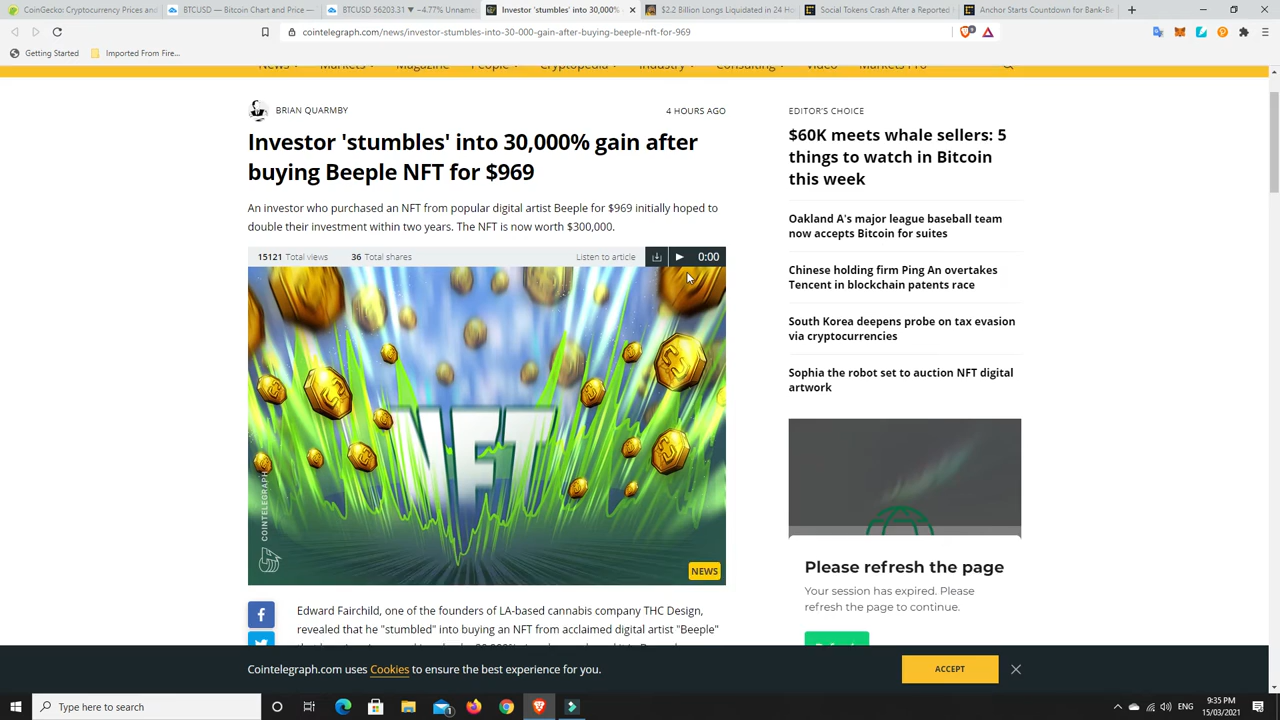 CoinGecko: Cryptocurrency Prices and
BTCUSD — Bitcoin Chart and Price —
BTCUSD 56203.31 ▼ −4.77% Unname
Investor 'stumbles' into 30,000%
$2.2 Billion Longs Liquidated in 24 Ho
Social Tokens Crash After a Reported
Anchor Starts Countdown for Bank-Be
cointelegraph.com/news/investor-stumbles-into-30-000-gain-after-buying-beeple-nft-for-969
Getting Started
Imported From Fire...
News
Markets
Magazine
People
Cryptopedia
Industry
Consulting
Video
Markets Pro
BRIAN QUARMBY
4 HOURS AGO
Investor 'stumbles' into 30,000% gain after
buying Beeple NFT for $969
An investor who purchased an NFT from popular digital artist Beeple for $969 initially hoped to
double their investment within two years. The NFT is now worth $300,000.
15121 Total views
36 Total shares
Listen to article
0:00
NFT
COINTELEGRAPH
NEWS
Edward Fairchild, one of the founders of LA-based cannabis company THC Design,
revealed that he "stumbled" into buying an NFT from acclaimed digital artist "Beeple"
EDITOR'S CHOICE
$60K meets whale sellers: 5
things to watch in Bitcoin
this week
Oakland A's major league baseball team
now accepts Bitcoin for suites
Chinese holding firm Ping An overtakes
Tencent in blockchain patents race
South Korea deepens probe on tax evasion
via cryptocurrencies
Sophia the robot set to auction NFT digital
artwork
Please refresh the page
Your session has expired. Please
refresh the page to continue.
Cointelegraph.com uses Cookies to ensure the best experience for you.
ACCEPT
Type here to search
ENG
9:35 PM
15/03/2021